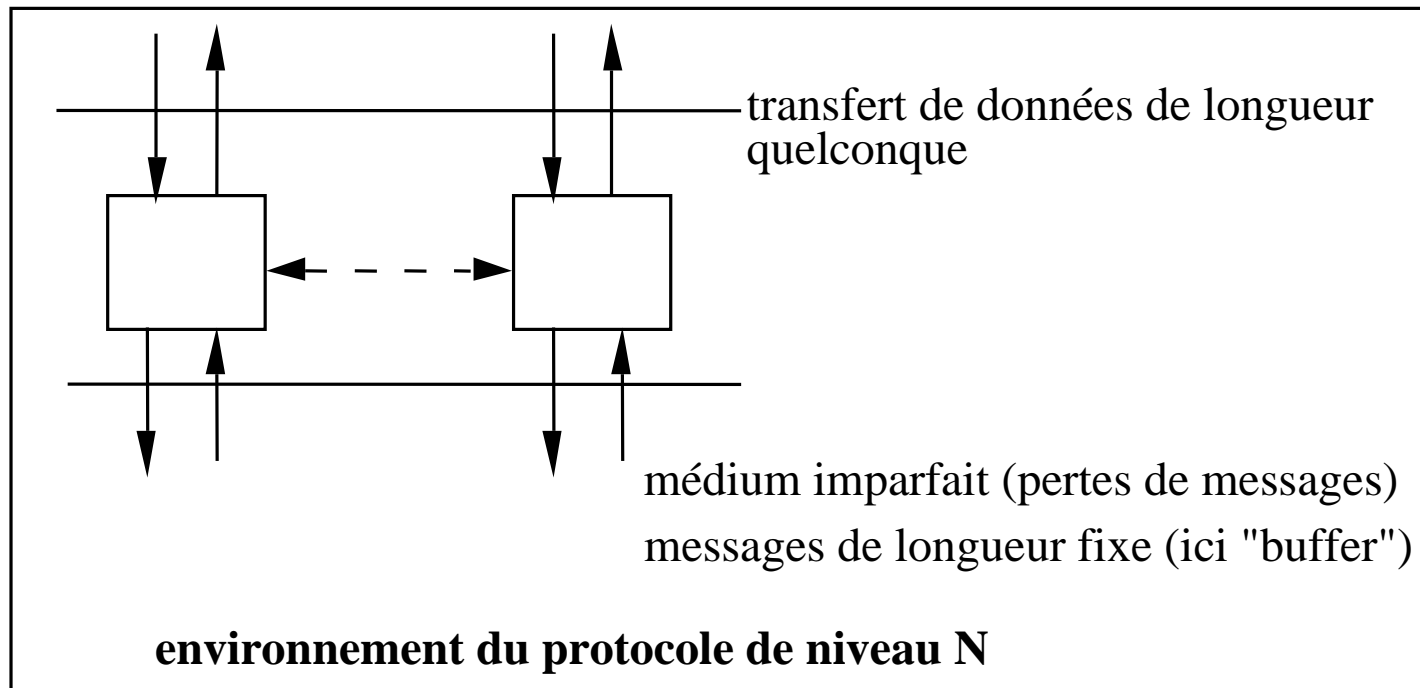 transfert de données de longueur
quelconque
médium imparfait (pertes de messages)
messages de longueur fixe (ici "buffer")
environnement du protocole de niveau N